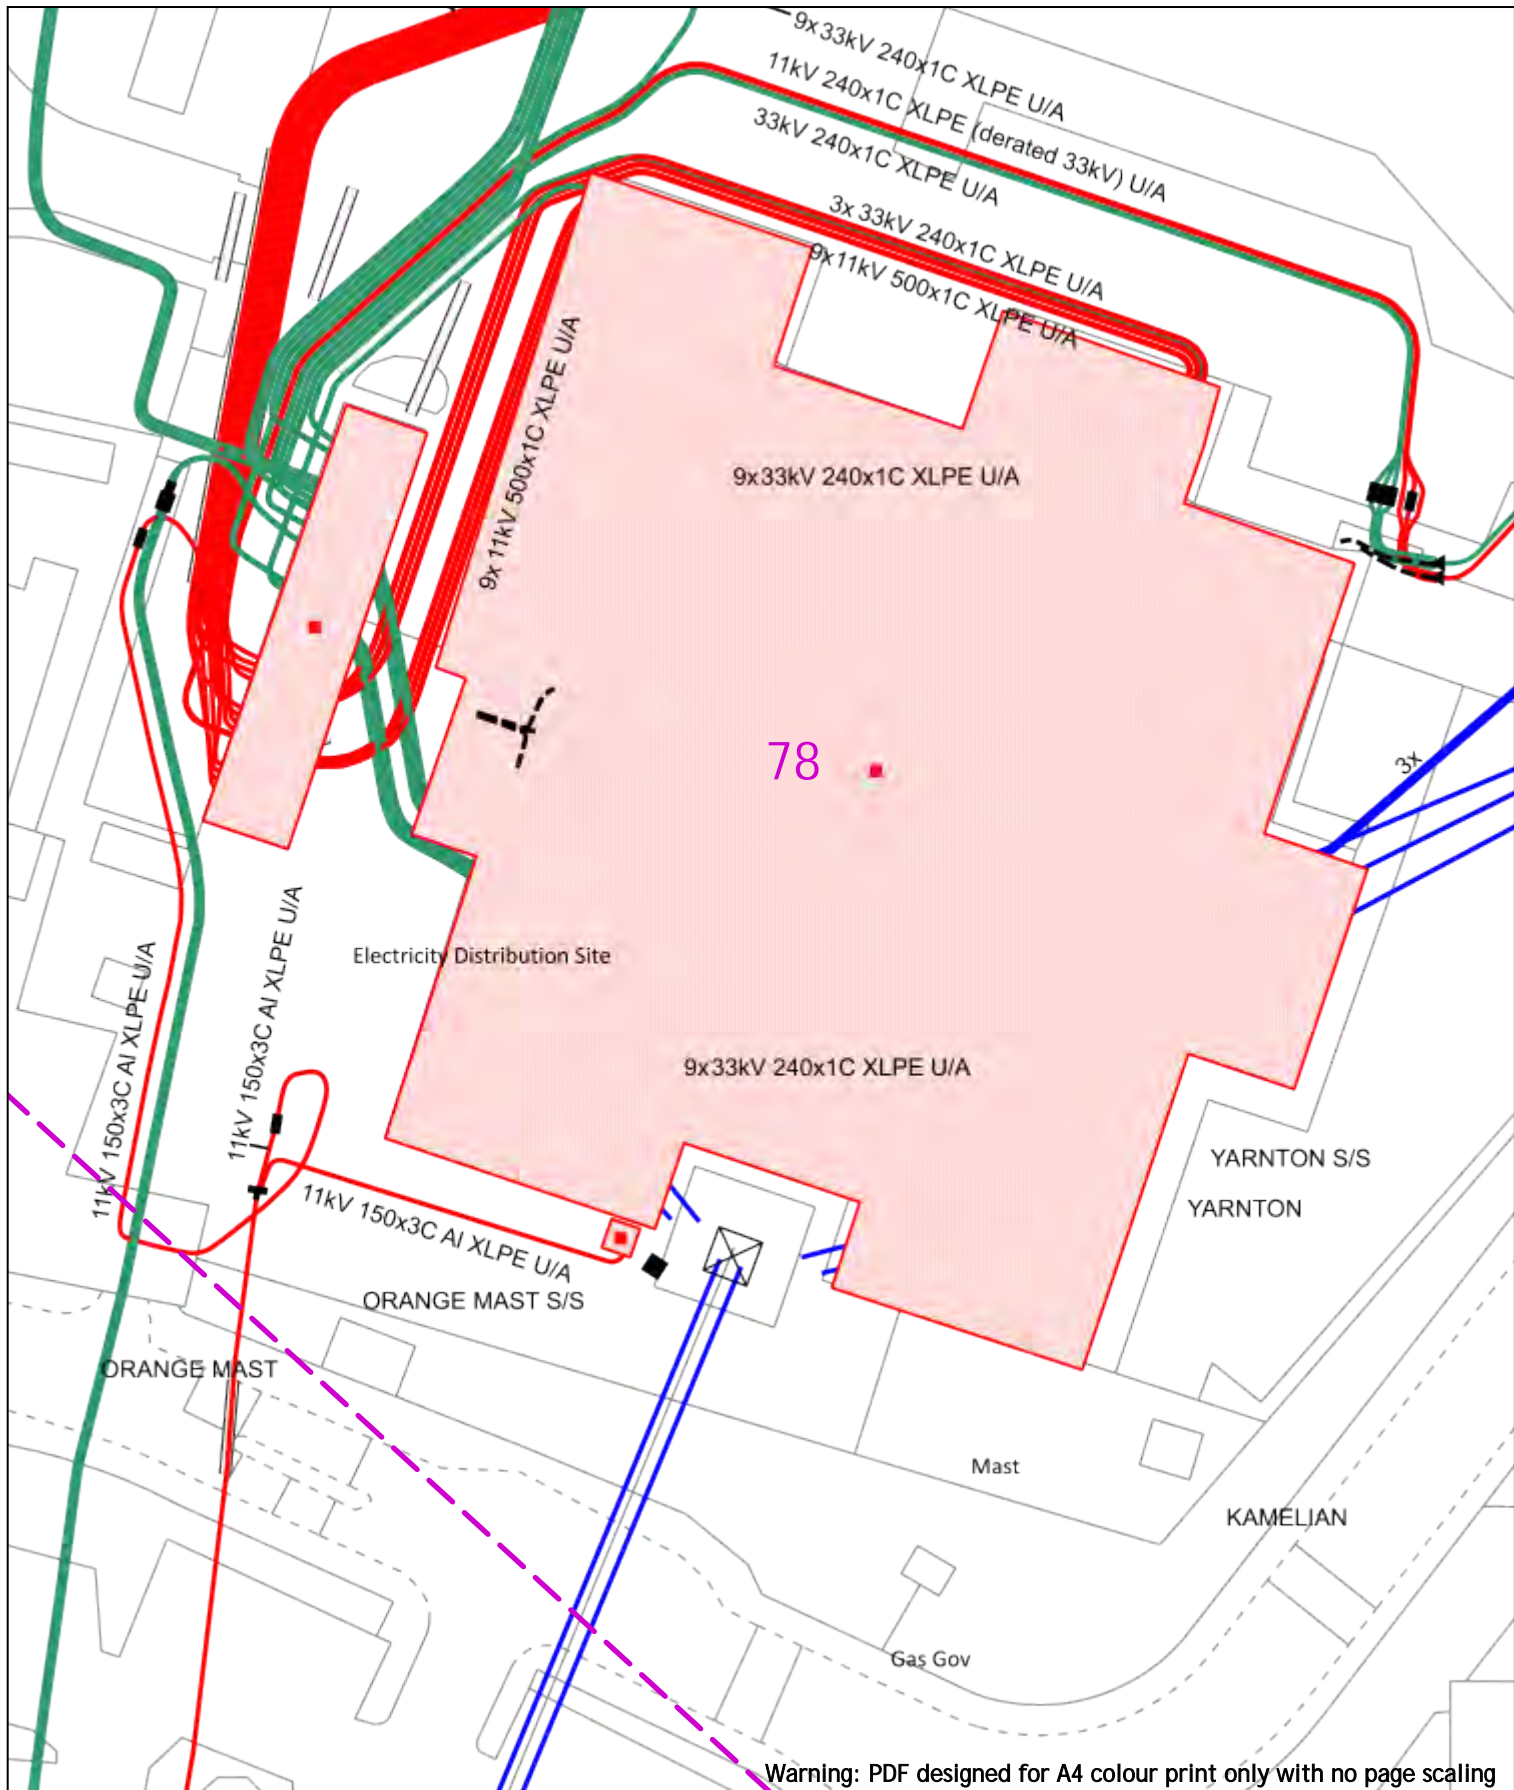 9x33kV 240x1C XLPE U/A
11kV 240x1C XLPE (derated 33kV) U/A
33kV 240x1C XLPE U/A
3x 33kV 240x1C XLPE U/A
9x11kV 500x1C XLPE U/A
9x 11kV 500x1C XLPE U/A
9x33kV 240x1C XLPE U/A
78
3x
Electricity Distribution Site
11kV 150x3C Al XLPE U/A
11kV 150x3C Al XLPE U/A
9x33kV 240x1C XLPE U/A
YARNTON S/S
YARNTON
11kV 150x3C Al XLPE U/A
ORANGE MAST S/S
ORANGE MAST
Mast
KAMELIAN
Gas Gov
Warning: PDF designed for A4 colour print only with no page scaling